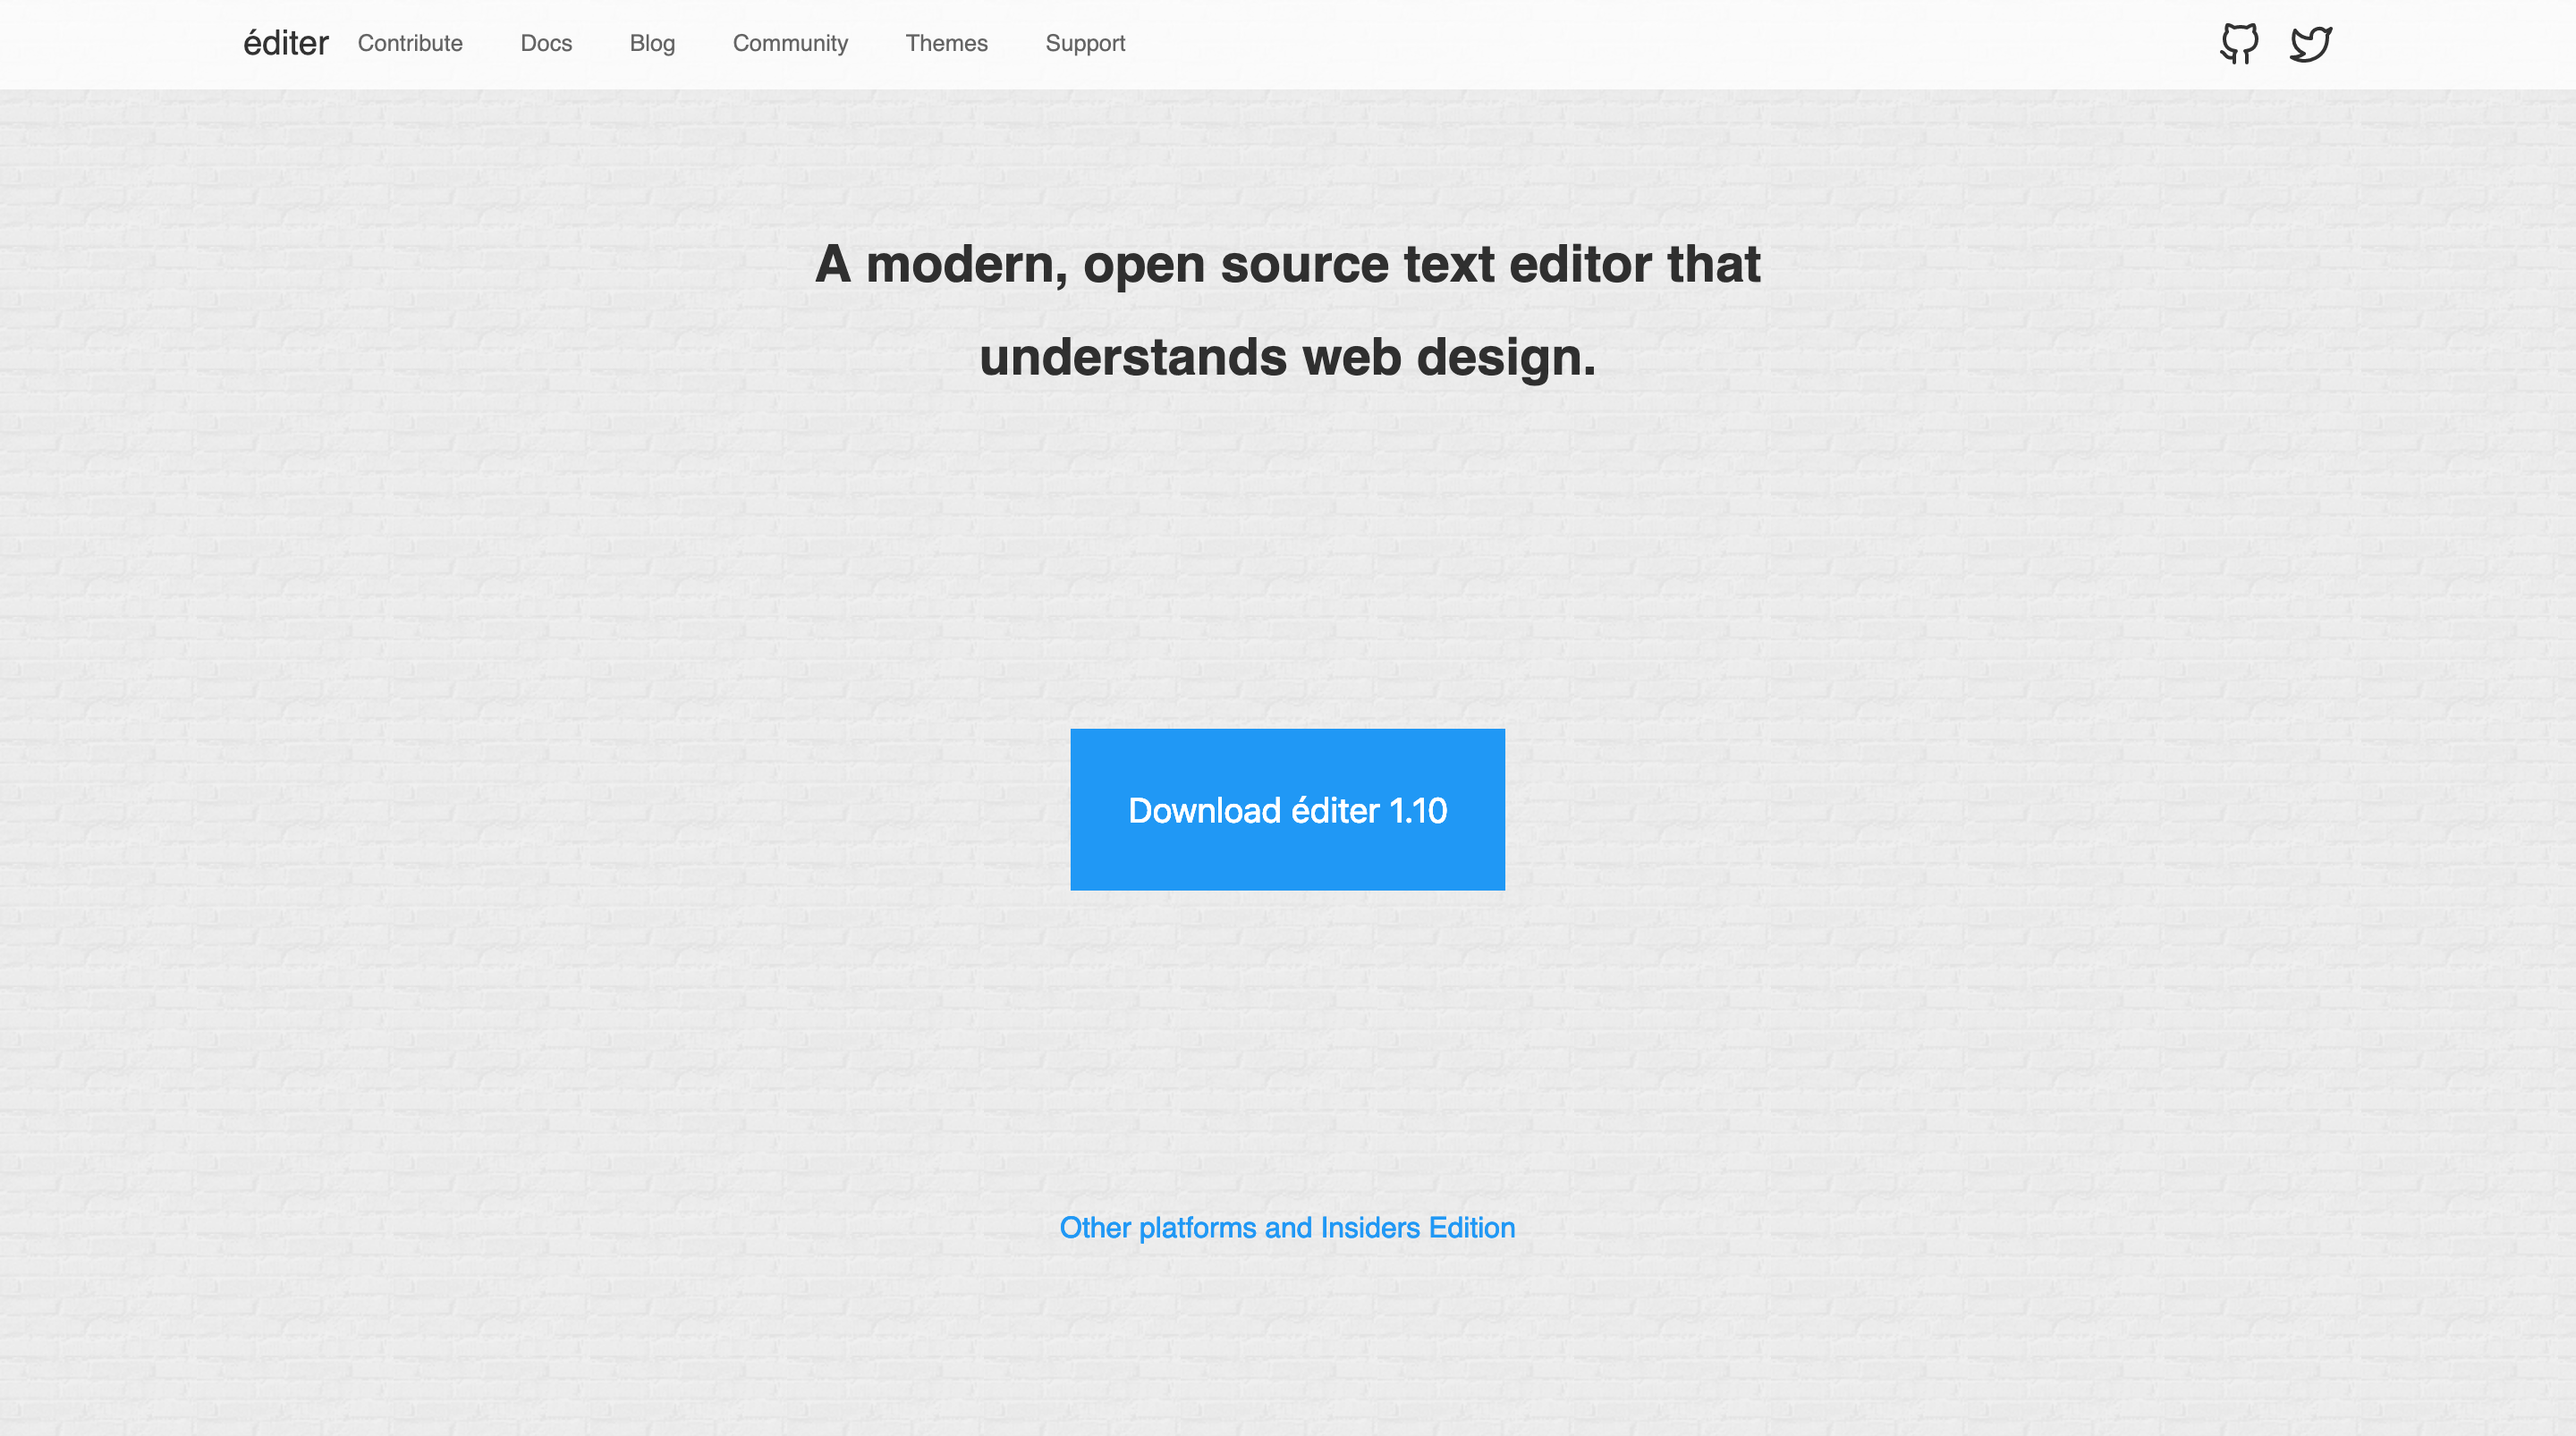 éditer Contribute Docs Blog Community Themes Support
A modern, open source text editor that
understands web design.
Download éditer 1.10
Other platforms and Insiders Edition